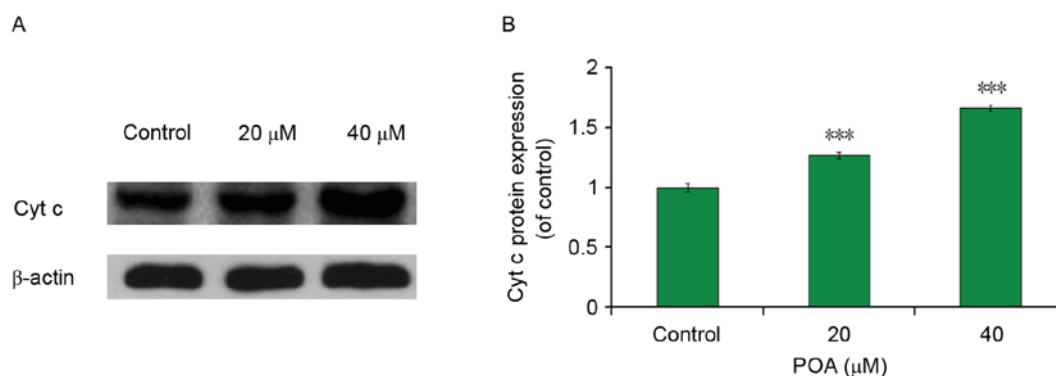 A
Control 20 μM 40 μM
Cyt c
β-actin
B
Cyt c protein expression
(of control)
2
1.5
1
0.5
0
***
***
Control 20 40
POA (μM)